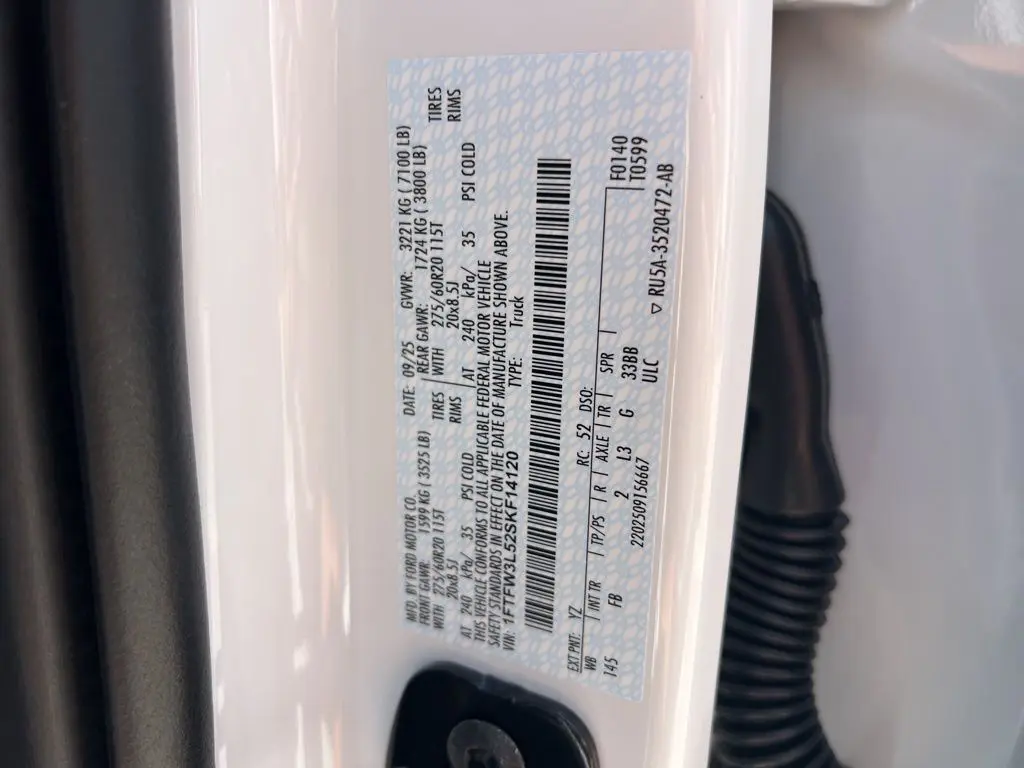 MFD. BY FORD MOTOR CO. DATE: 09/25 GVWR: 3221 KG ( 7100 LB)
FRONT GAWR: 1599 KG ( 3525 LB) REAR GAWR: 1724 KG ( 3800 LB)
WITH 275/60R20 115T TIRES WITH 275/60R20 115T TIRES
20x8.5J RIMS 20x8.5J RIMS
AT 240 kPa/ 35 PSI COLD AT 240 kPa/ 35 PSI COLD
THIS VEHICLE CONFORMS TO ALL APPLICABLE FEDERAL MOTOR VEHICLE
SAFETY STANDARDS IN EFFECT ON THE DATE OF MANUFACTURE SHOWN ABOVE.
VIN: 1FTFW3L52SKF14120 TYPE: Truck
EXT PNT: YZ RC: 52 DSO: F0140
WB INT TR TP/PS R AXLE TR SPR T0599
145 FB 2 L3 G 33BB
2202509156667 ULC ▽ RU5A-3520472-AB